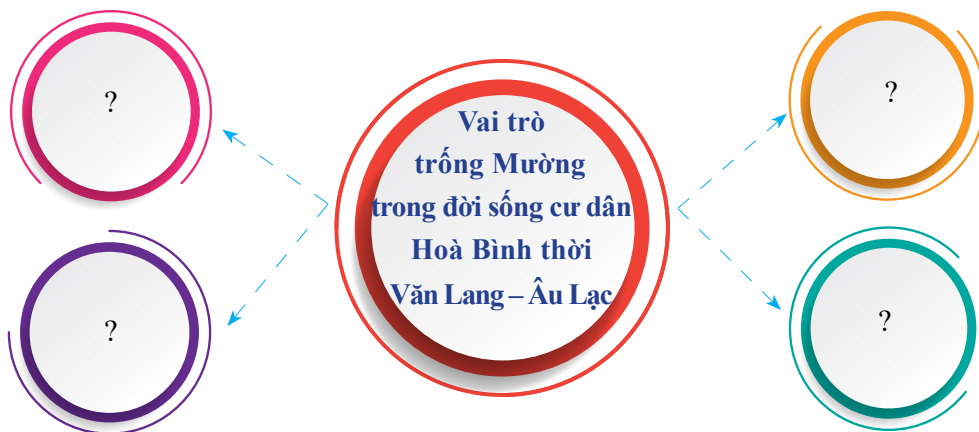 ?
?
Vai trò
trống Mường
trong đời sống cư dân
Hoà Bình thời
Văn Lang – Âu Lạc
?
?